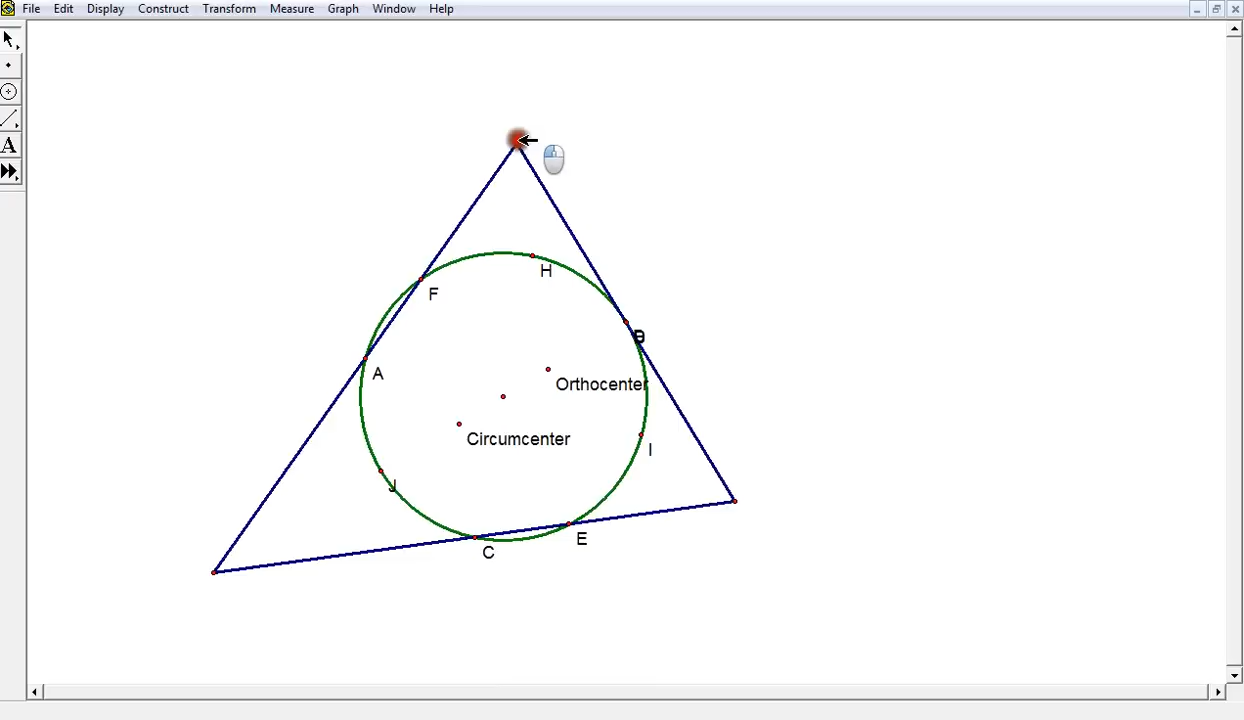 File Edit Display Construct Transform Measure Graph Window Help
A
H
F
A
Orthocenter
Circumcenter
I
J
E
C